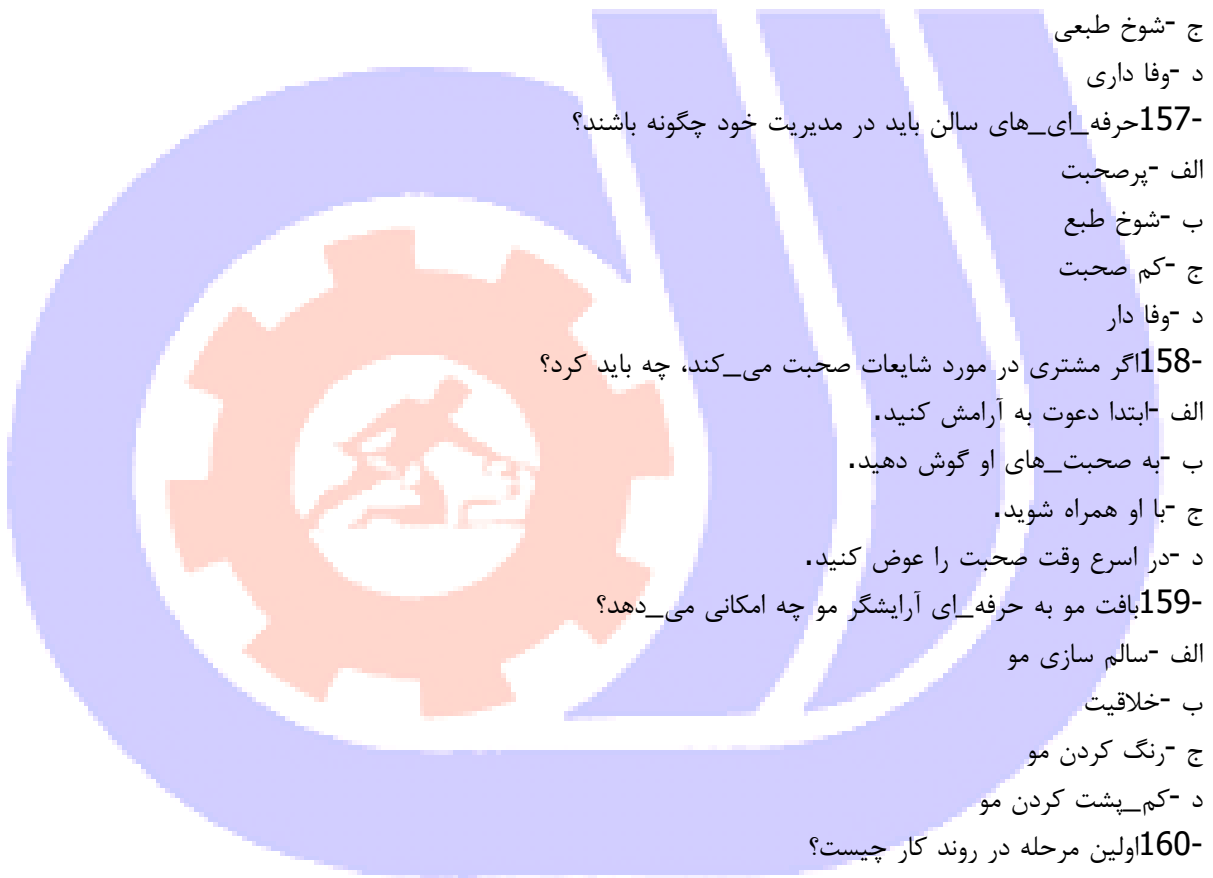 ج -شوخ طبعی
د -وفا داری
-157حرفه_ای_های سالن باید در مدیریت خود چگونه باشند؟
الف -پرصحبت
ب -شوخ طبع
ج -کم صحبت
د -وفا دار
-158اگر مشتری در مورد شایعات صحبت می_کند، چه باید کرد؟
الف -ابتدا دعوت به آرامش کنید.
ب -به صحبت_های او گوش دهید.
ج -با او همراه شوید.
د -در اسرع وقت صحبت را عوض کنید.
-159بافت مو به حرفه_ای آرایشگر مو چه امکانی می_دهد؟
الف -سالم سازی مو
ب -خلاقیت
ج -رنگ کردن مو
د -کم_پشت کردن مو
-160اولین مرحله در روند کار چیست؟